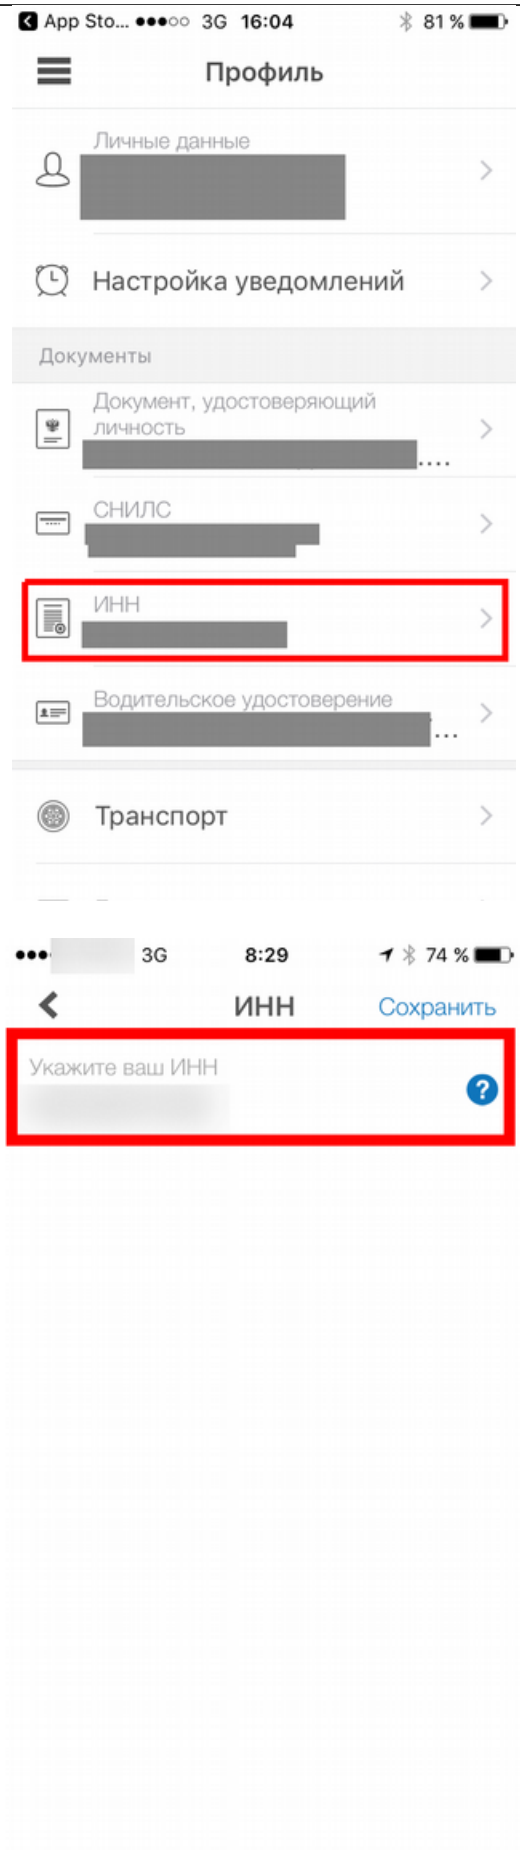 App Sto... 3G 16:04 81 %
Профиль
Личные данные
Настройка уведомлений
Документы
Документ, удостоверяющий
личность
....
СНИЛС
ИНН
Водительское удостоверение
...
Транспорт
3G 8:29 74 %
ИНН Сохранить
Укажите ваш ИНН
?